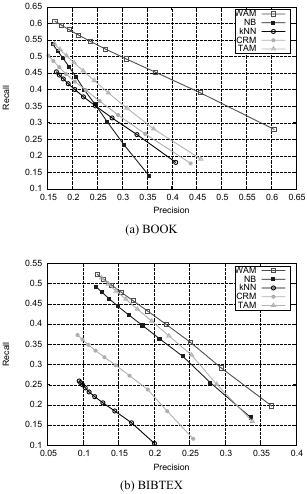 0.65
0.6
0.55
0.5
0.45
0.4
0.35
0.3
0.25
0.2
0.15
0.1
Recall
WAM
NB
kNN
CRM
TAM
0.15 0.2 0.25 0.3 0.35 0.4 0.45 0.5 0.55 0.6 0.65
Precision
(a) BOOK
0.55
0.5
0.45
0.4
0.35
0.3
0.25
0.2
0.15
0.1
Recall
WAM
NB
kNN
CRM
TAM
0.05 0.1 0.15 0.2 0.25 0.3 0.35 0.4
Precision
(b) BIBTEX